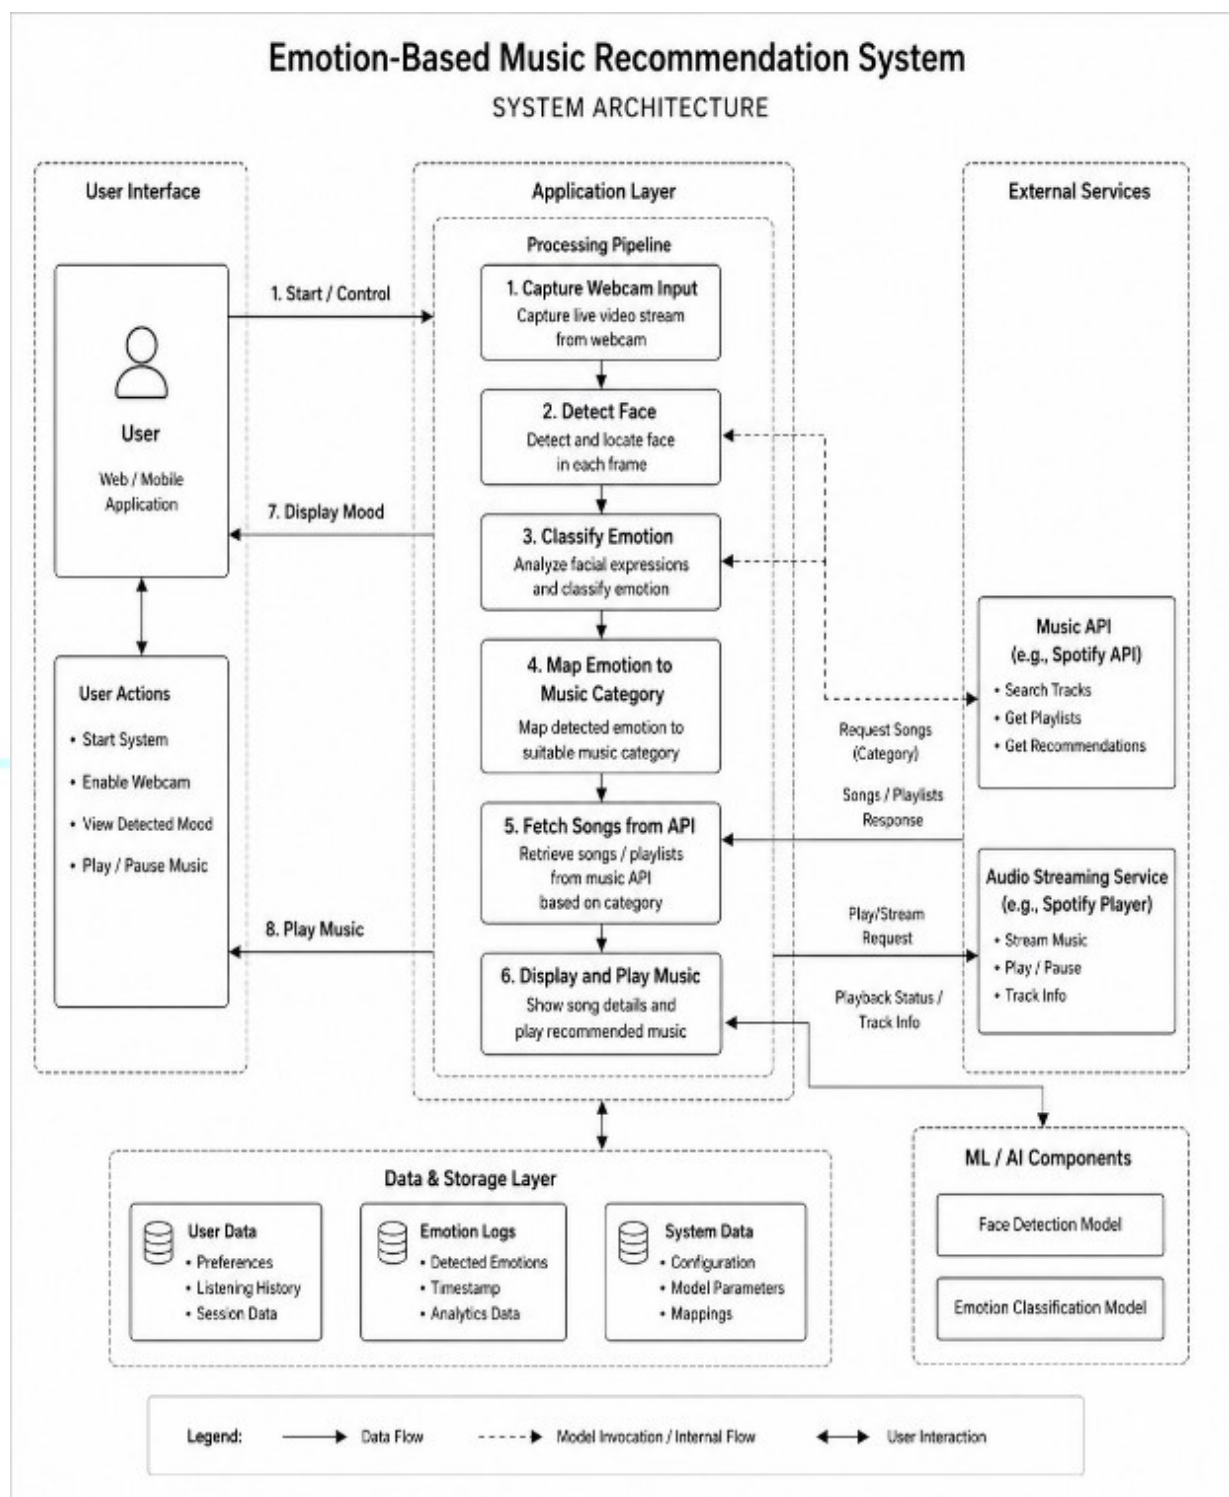 Emotion-Based Music Recommendation System
SYSTEM ARCHITECTURE
User Interface
User
Web / Mobile
Application
User Actions
• Start System
• Enable Webcam
• View Detected Mood
• Play / Pause Music
1. Start / Control
7. Display Mood
8. Play Music
Application Layer
Processing Pipeline
1. Capture Webcam Input
Capture live video stream
from webcam
2. Detect Face
Detect and locate face
in each frame
3. Classify Emotion
Analyze facial expressions
and classify emotion
4. Map Emotion to
Music Category
Map detected emotion to
suitable music category
5. Fetch Songs from API
Retrieve songs / playlists
from music API
based on category
6. Display and Play Music
Show song details and
play recommended music
Request Songs
(Category)
Songs / Playlists
Response
Play/Stream
Request
Playback Status /
Track Info
External Services
Music API
(e.g., Spotify API)
• Search Tracks
• Get Playlists
• Get Recommendations
Audio Streaming Service
(e.g., Spotify Player)
• Stream Music
• Play / Pause
• Track Info
Data & Storage Layer
User Data
• Preferences
• Listening History
• Session Data
Emotion Logs
• Detected Emotions
• Timestamp
• Analytics Data
System Data
• Configuration
• Model Parameters
• Mappings
ML / AI Components
Face Detection Model
Emotion Classification Model
Legend:
Data Flow
Model Invocation / Internal Flow
User Interaction